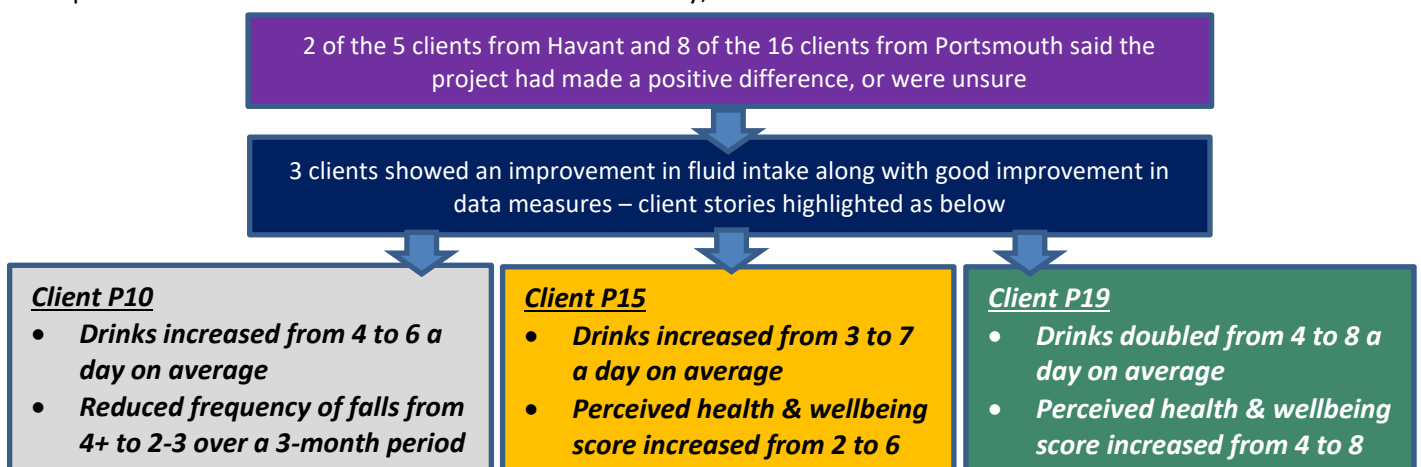 2 of the 5 clients from Havant and 8 of the 16 clients from Portsmouth said the
project had made a positive difference, or were unsure
3 clients showed an improvement in fluid intake along with good improvement in
data measures – client stories highlighted as below
Client P10
• Drinks increased from 4 to 6 a
day on average
• Reduced frequency of falls from
4+ to 2-3 over a 3-month period
Client P15
• Drinks increased from 3 to 7
a day on average
• Perceived health & wellbeing
score increased from 2 to 6
Client P19
• Drinks doubled from 4 to 8 a
day on average
• Perceived health & wellbeing
score increased from 4 to 8